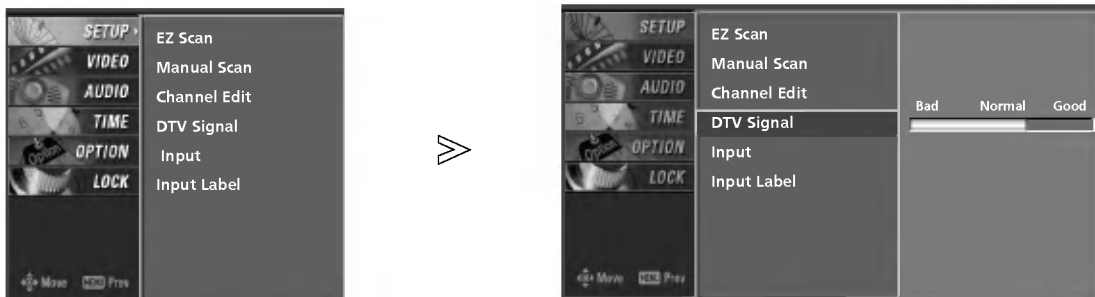 SETUP
VIDEO
AUDIO
TIME
OPTION
LOCK
EZ Scan
Manual Scan
Channel Edit
DTV Signal
Input
Input Label
Move MENU Prev
SETUP
VIDEO
AUDIO
TIME
OPTION
LOCK
EZ Scan
Manual Scan
Channel Edit
DTV Signal
Input
Input Label
Bad Normal Good
Move MENU Prev